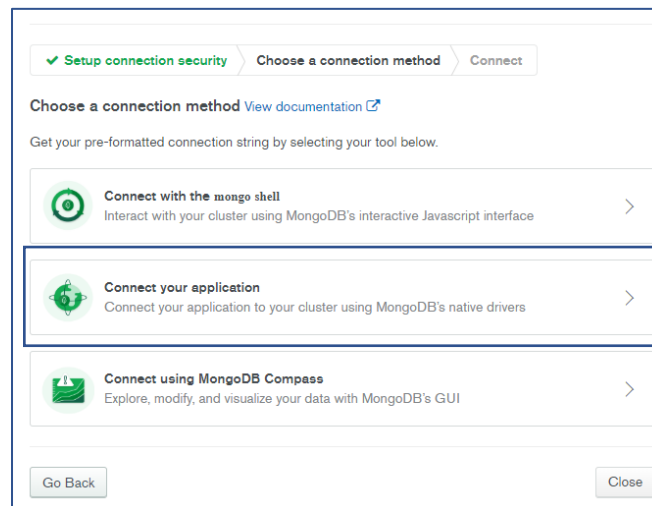 ✔ Setup connection security Choose a connection method Connect
Choose a connection method View documentation
Get your pre-formatted connection string by selecting your tool below.
Connect with the mongo shell
Interact with your cluster using MongoDB's interactive Javascript interface
Connect your application
Connect your application to your cluster using MongoDB's native drivers
Connect using MongoDB Compass
Explore, modify, and visualize your data with MongoDB's GUI
Go Back Close